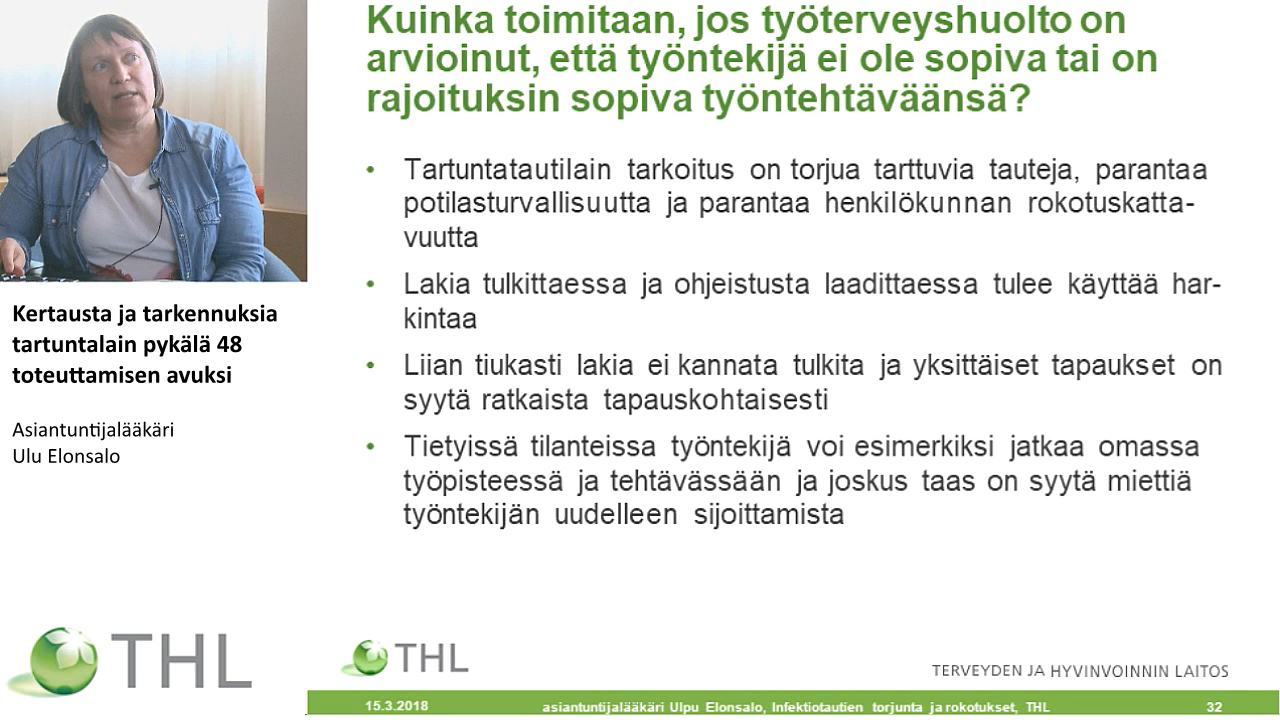 Kuinka toimitaan, jos työterveyshuolto on
arvioinut, että työntekijä ei ole sopiva tai on
rajoituksin sopiva työntehtäväänsä?
• Tartuntatautilain tarkoitus on torjua tarttuvia tauteja, parantaa
potilasturvallisuutta ja parantaa henkilökunnan rokotuskatta-
vuutta
• Lakia tulkittaessa ja ohjeistusta laadittaessa tulee käyttää har-
kintaa
• Liian tiukasti lakia ei kannata tulkita ja yksittäiset tapaukset on
syytä ratkaista tapauskohtaisesti
• Tietyissä tilanteissa työntekijä voi esimerkiksi jatkaa omassa
työpisteessä ja tehtävässään ja joskus taas on syytä miettiä
työntekijän uudelleen sijoittamista
Kertausta ja tarkennuksia
tartuntalain pykälä 48
toteuttamisen avuksi
Asiantuntijalääkäri
Ulu Elonsalo
THL
THL
TERVEYDEN JA HYVINVOINNIN LAITOS
15.3.2018 asiantuntijalääkäri Ulpu Elonsalo, Infektiotautien torjunta ja rokotukset, THL 32